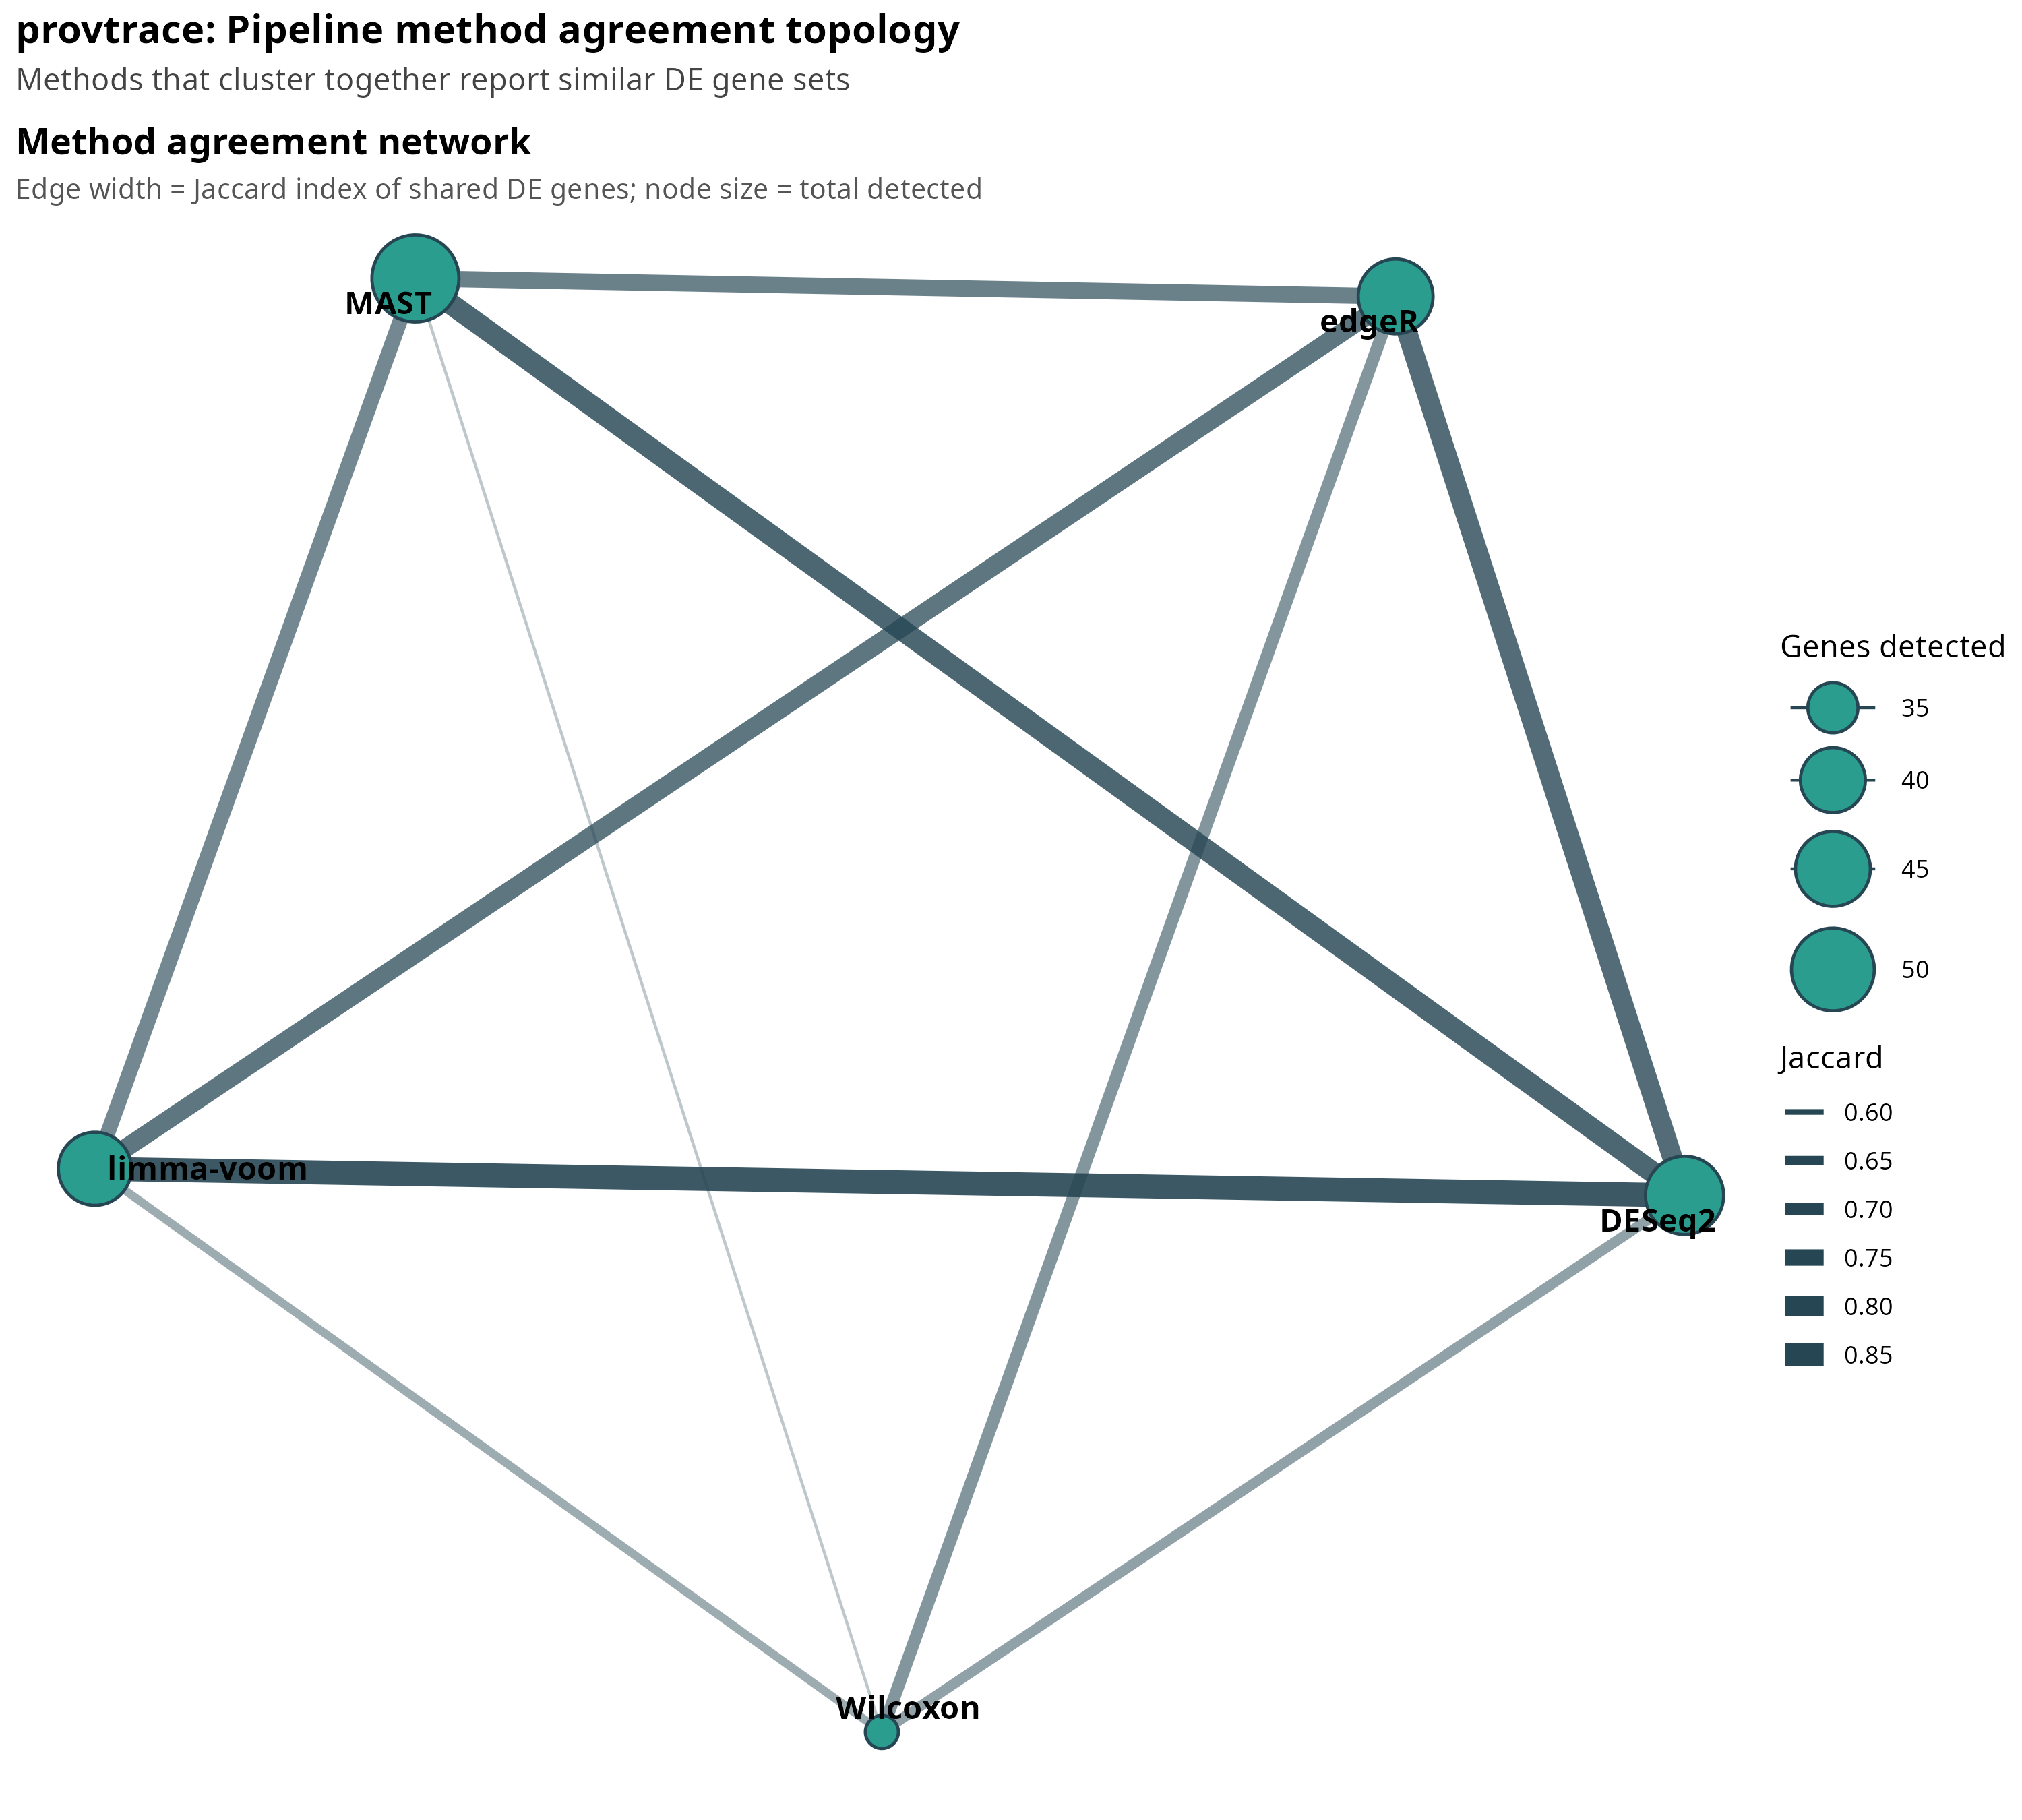 provtrace: Pipeline method agreement topology
Methods that cluster together report similar DE gene sets
Method agreement network
Edge width = Jaccard index of shared DE genes; node size = total detected
MAST
edgeR
limma-voom
DESeq2
Wilcoxon
Genes detected
35
40
45
50
Jaccard
0.60
0.65
0.70
0.75
0.80
0.85